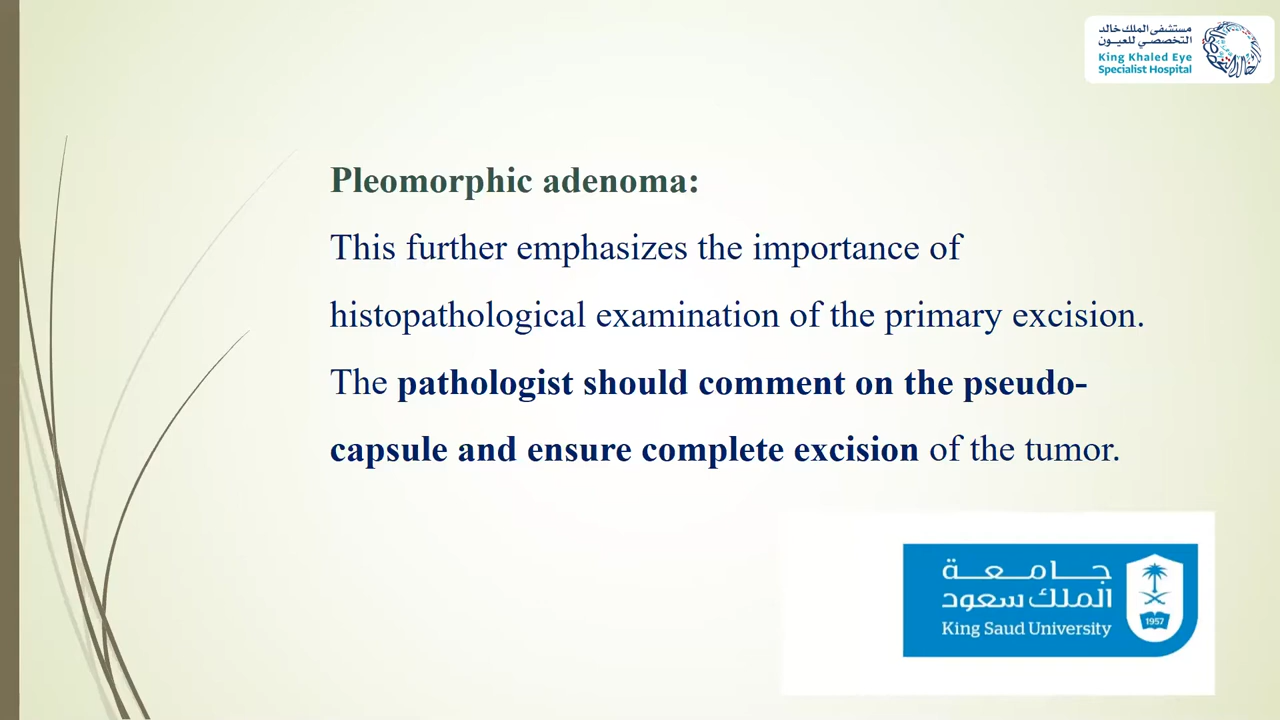 مستشفى الملك خالد
التخصصي للعيون
King Khaled Eye
Specialist Hospital
Pleomorphic adenoma:
This further emphasizes the importance of
histopathological examination of the primary excision.
The pathologist should comment on the pseudo-
capsule and ensure complete excision of the tumor.
جامعة
الملك سعود
King Saud University
1957